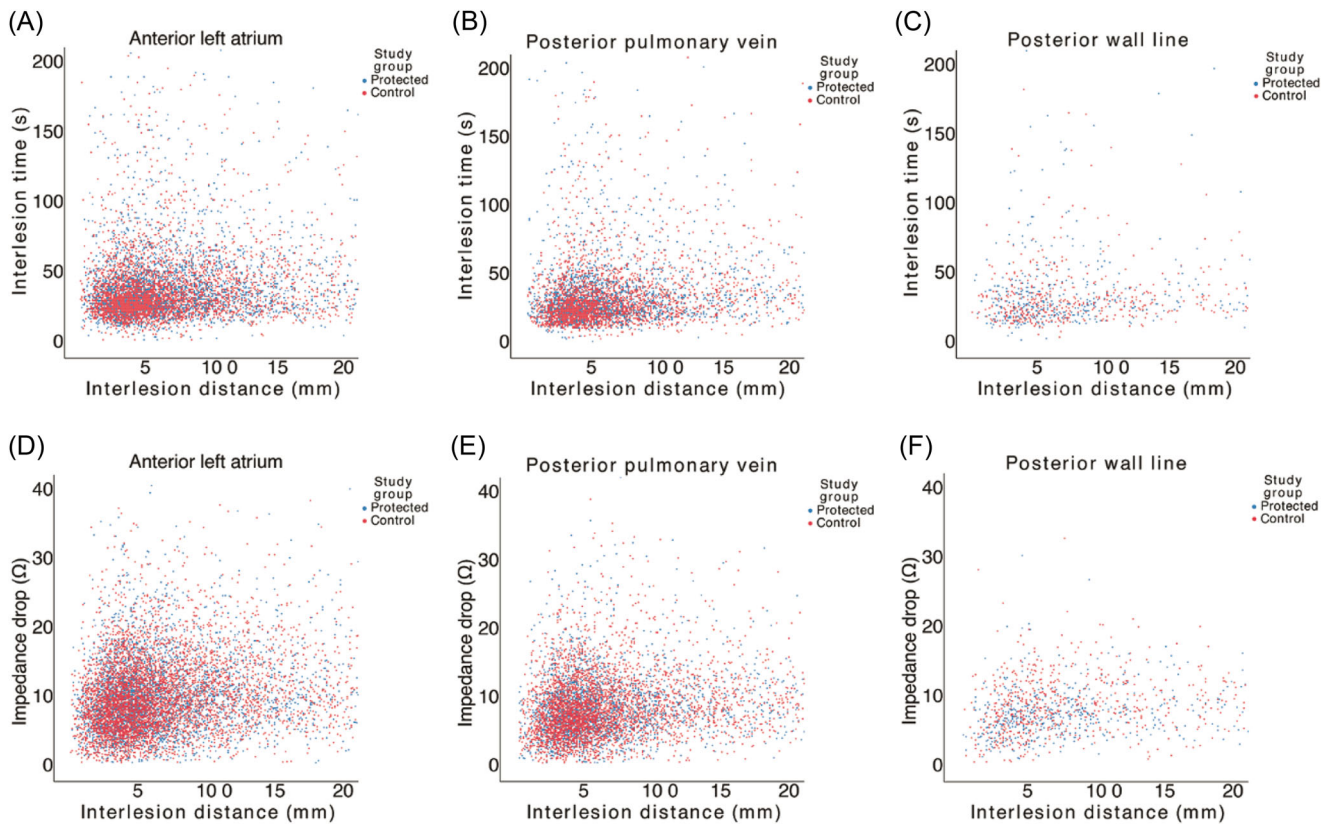 (A)
Anterior left atrium
Study
group
Protected
Control
200
150
100
50
0
Interlesion time (s)
5 10 0 15 20
Interlesion distance (mm)
(B)
Posterior pulmonary vein
Study
group
Protected
Control
200
150
100
50
0
Interlesion time (s)
5 10 0 15 20
Interlesion distance (mm)
(C)
Posterior wall line
Study
group
Protected
Control
200
150
100
50
0
Interlesion time (s)
5 10 0 15 20
Interlesion distance (mm)
(D)
Anterior left atrium
Study
group
Protected
Control
40
30
20
10
0
Impedance drop (Ω)
5 10 0 15 20
Interlesion distance (mm)
(E)
Posterior pulmonary vein
Study
group
Protected
Control
40
30
20
10
0
Impedance drop (Ω)
5 10 0 15 20
Interlesion distance (mm)
(F)
Posterior wall line
Study
group
Protected
Control
40
30
20
10
0
Impedance drop (Ω)
5 10 0 15 20
Interlesion distance (mm)